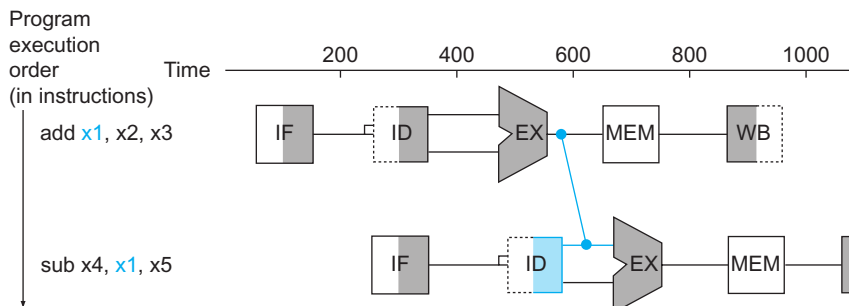 Program
execution
order
(in instructions)
Time
200 400 600 800 1000
add x1, x2, x3
IF ID EX MEM WB
sub x4, x1, x5
IF ID EX MEM